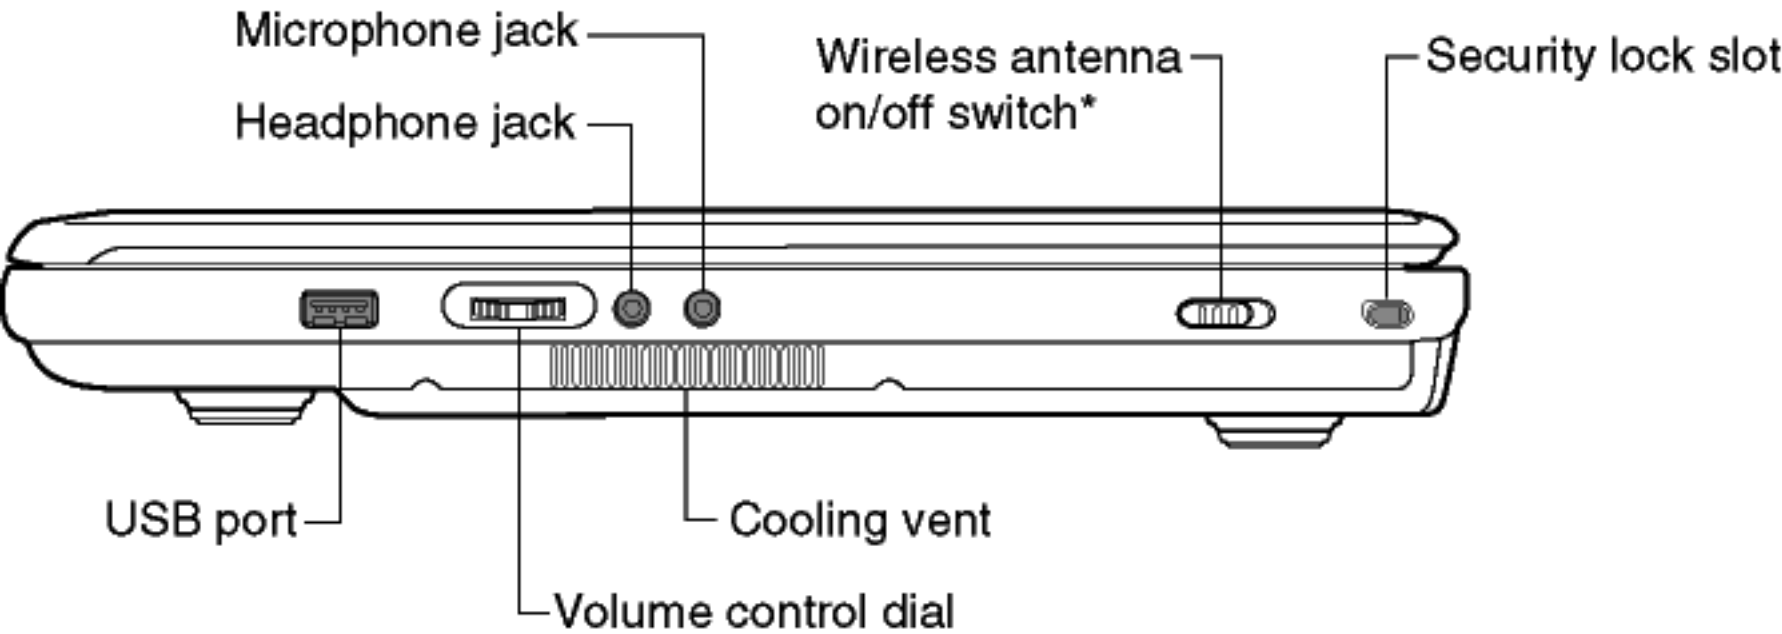 Microphone jack
Headphone jack
Wireless antenna
on/off switch*
Security lock slot
USB port
Cooling vent
Volume control dial